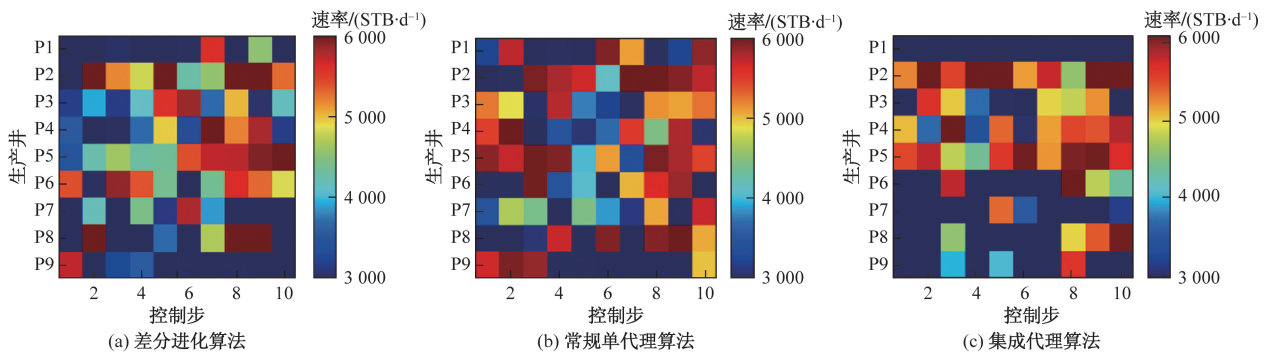 速率/(STB·d⁻¹)
6 000
5 000
4 000
3 000
P1
P2
P3
P4
P5
P6
P7
P8
P9
生产井
2 4 6 8 10
控制步
(a) 差分进化算法
速率/(STB·d⁻¹)
6 000
5 000
4 000
3 000
P1
P2
P3
P4
P5
P6
P7
P8
P9
生产井
2 4 6 8 10
控制步
(b) 常规单代理算法
速率/(STB·d⁻¹)
6 000
5 000
4 000
3 000
P1
P2
P3
P4
P5
P6
P7
P8
P9
生产井
2 4 6 8 10
控制步
(c) 集成代理算法